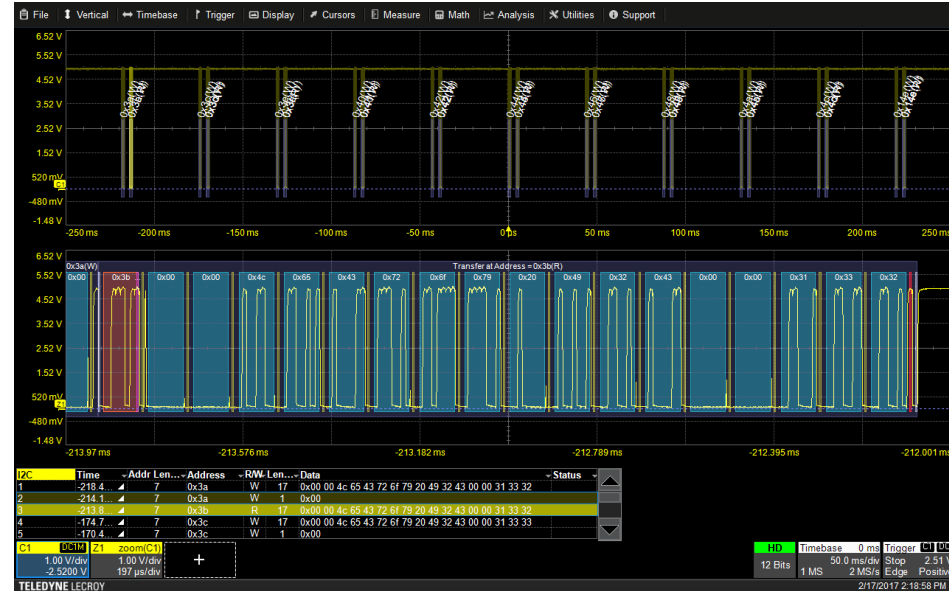 File Vertical Timebase Trigger Display Cursors Measure Math Analysis Utilities Support
6.52 V
5.52 V
4.52 V
3.52 V
2.52 V
1.52 V
520 mV
C1
-480 mV
-1.48 V
-250 ms -200 ms -150 ms -100 ms -50 ms 0 ps 50 ms 100 ms 150 ms 200 ms 250 ms
6.52 V
0x3a(W) Transfer at Address = 0x3b(R)
5.52 V 0x00 0x3b 0x00 0x00 0x4c 0x65 0x43 0x72 0x6f 0x79 0x20 0x49 0x32 0x43 0x00 0x00 0x31 0x33 0x32
4.52 V
3.52 V
2.52 V
1.52 V
520 mV
Z1
-480 mV
-1.48 V
-213.97 ms -213.576 ms -213.182 ms -212.789 ms -212.395 ms -212.001 ms
I2C Time Addr Len... Address R/W Len... Data Status
1 -218.4... 7 0x3a W 17 0x00 00 4c 65 43 72 6f 79 20 49 32 43 00 00 31 33 32
2 -214.1... 7 0x3a W 1 0x00
3 -213.8... 7 0x3b R 17 0x00 00 4c 65 43 72 6f 79 20 49 32 43 00 00 31 33 32
4 -174.7... 7 0x3c W 17 0x00 00 4c 65 43 72 6f 79 20 49 32 43 00 00 31 33 33
5 -170.4... 7 0x3c W 1 0x00
C1 DC1M Z1 zoom(C1) HD Timebase 0 ms Trigger C1 DC
1.00 V/div 1.00 V/div + 12 Bits 50.0 ms/div Stop 2.51 V
-2.5200 V 197 µs/div 1 MS 2 MS/s Edge Positive
TELEDYNE LECROY 2/17/2017 2:18:58 PM